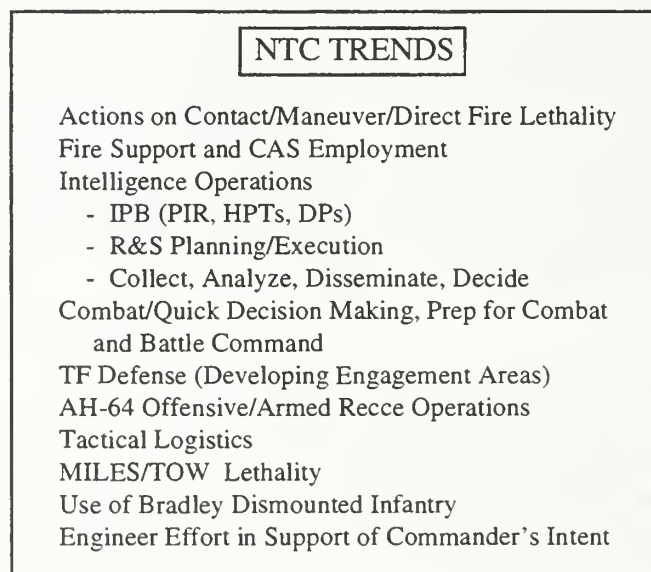 NTC TRENDS
Actions on Contact/Maneuver/Direct Fire Lethality
Fire Support and CAS Employment
Intelligence Operations
- IPB (PIR, HPTs, DPs)
- R&S Planning/Execution
- Collect, Analyze, Disseminate, Decide
Combat/Quick Decision Making, Prep for Combat
and Battle Command
TF Defense (Developing Engagement Areas)
AH-64 Offensive/Armed Recce Operations
Tactical Logistics
MILES/TOW Lethality
Use of Bradley Dismounted Infantry
Engineer Effort in Support of Commander's Intent